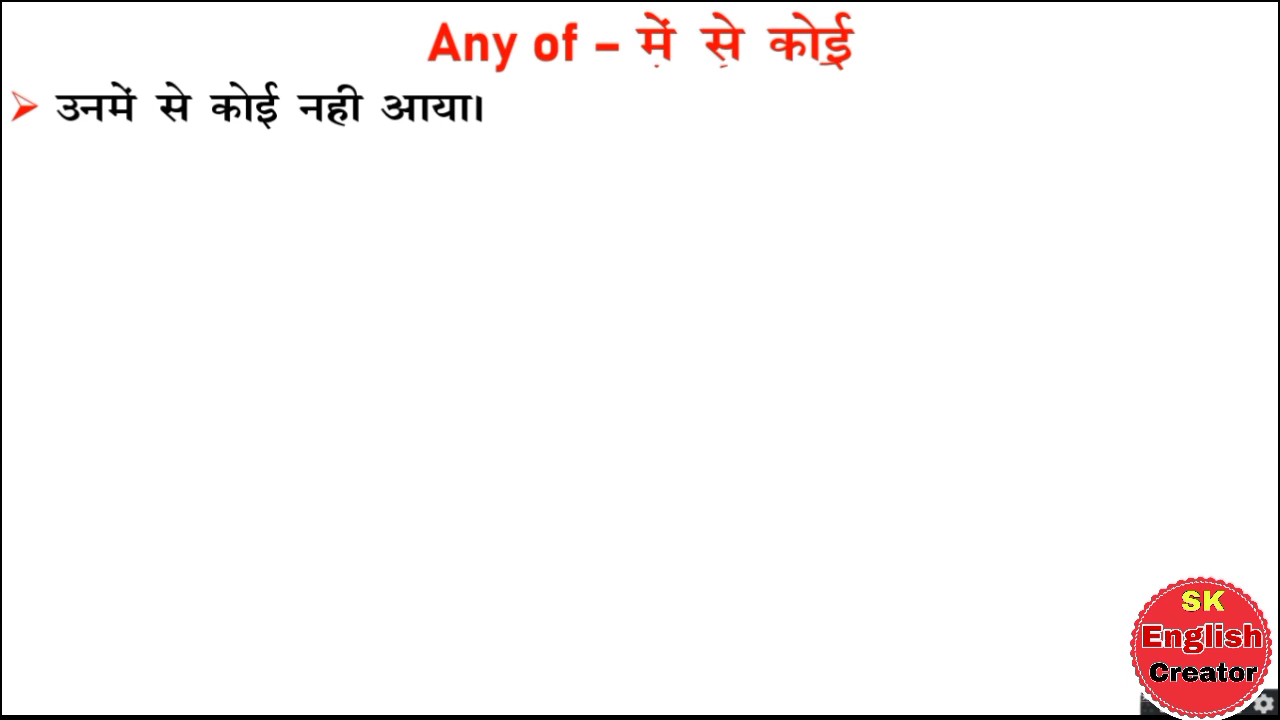 Any of – में से कोई
➢ उनमें से कोई नही आया।
SK
English
Creator